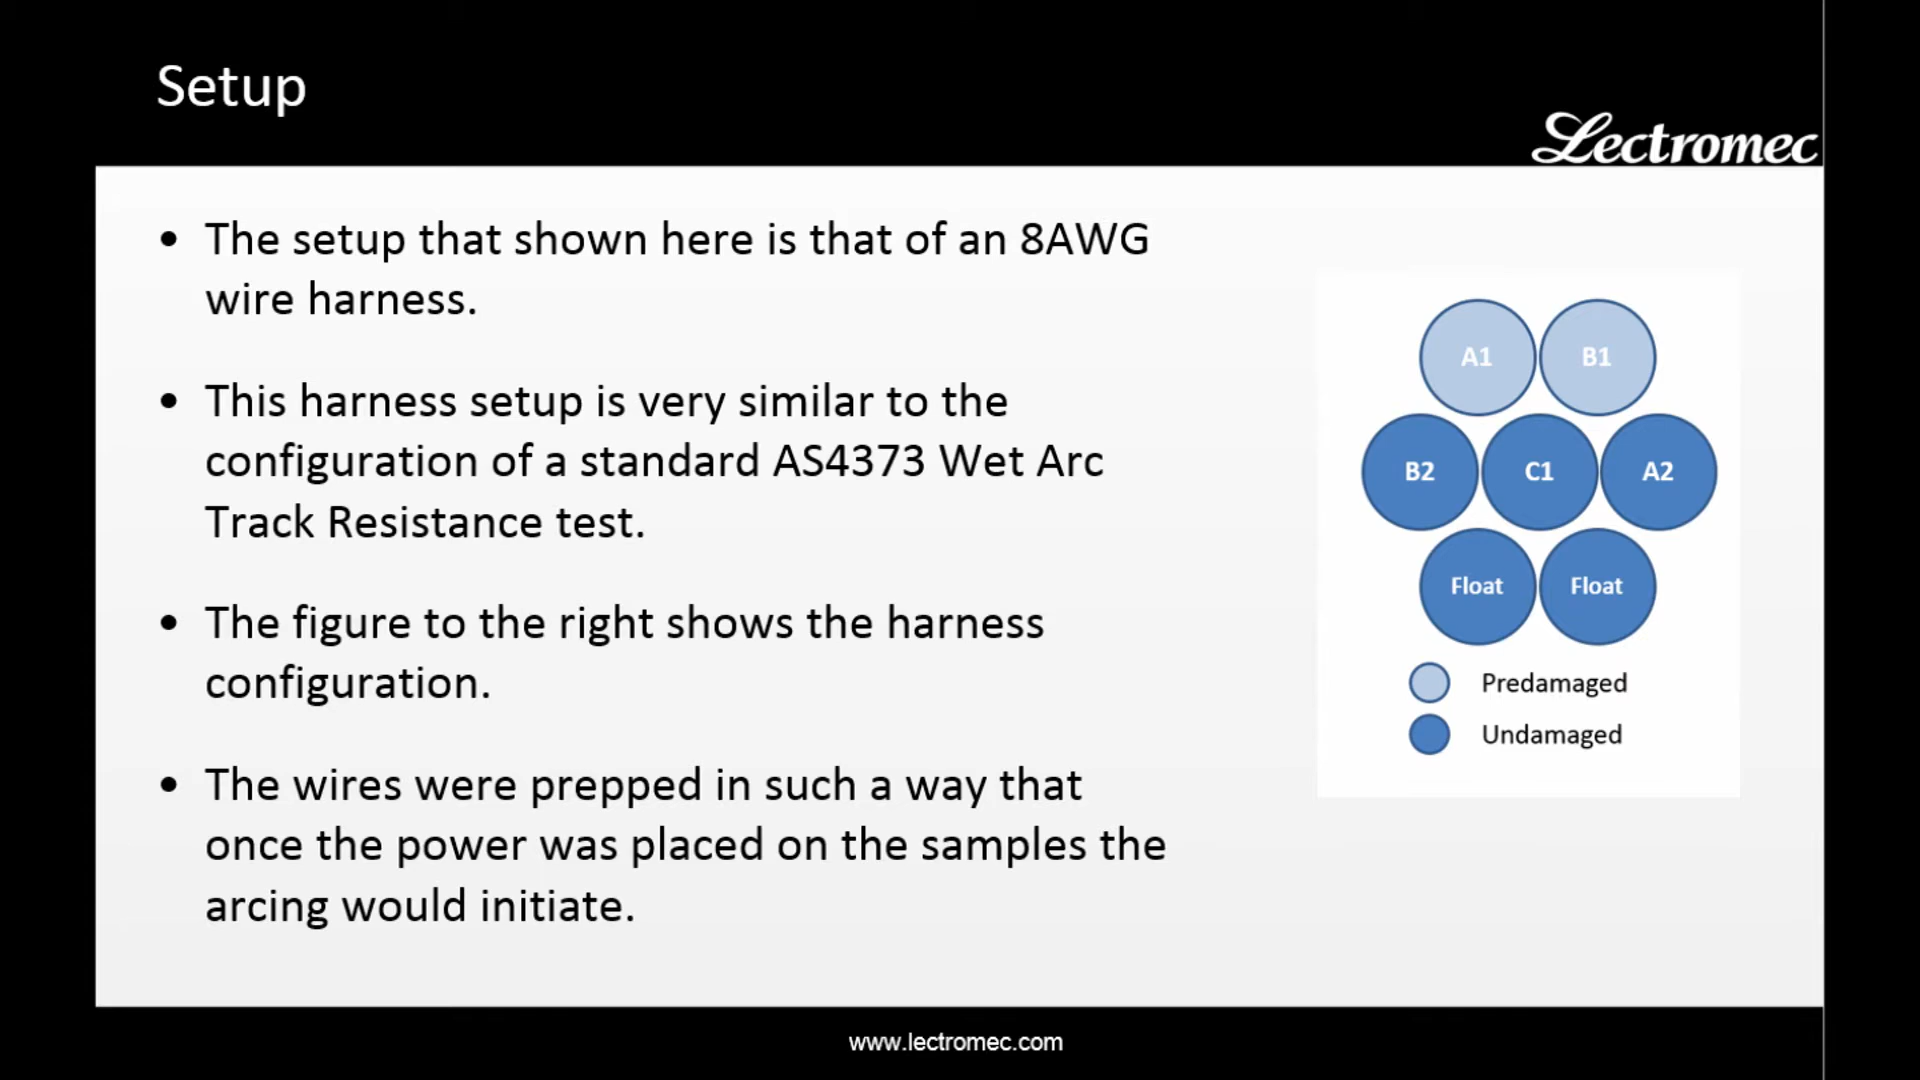 Setup
Lectromec
• The setup that shown here is that of an 8AWG
wire harness.
• This harness setup is very similar to the
configuration of a standard AS4373 Wet Arc
Track Resistance test.
• The figure to the right shows the harness
configuration.
• The wires were prepped in such a way that
once the power was placed on the samples the
arcing would initiate.
A1 B1
B2 C1 A2
Float Float
Predamaged
Undamaged
www.lectromec.com